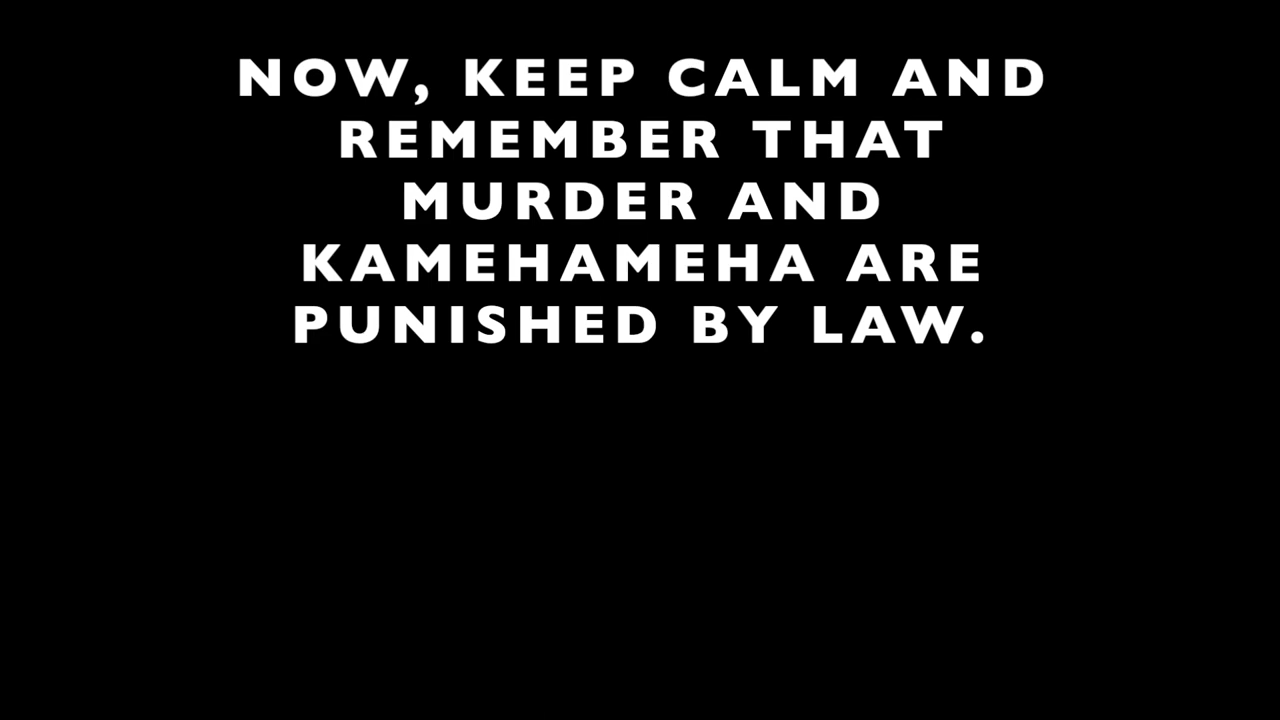 NOW, KEEP CALM AND
REMEMBER THAT
MURDER AND
KAMEHAMEHA ARE
PUNISHED BY LAW.